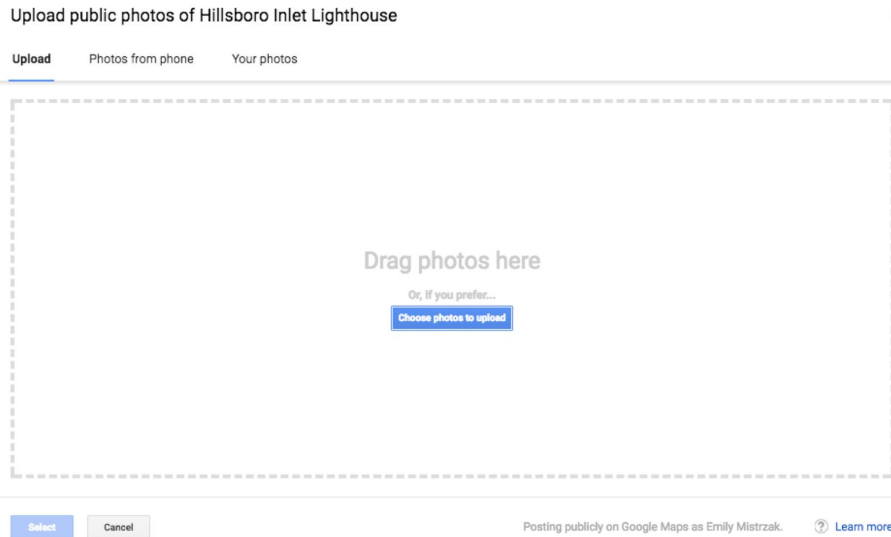 Upload public photos of Hillsboro Inlet Lighthouse
Upload Photos from phone Your photos
Drag photos here
Or, if you prefer...
Choose photos to upload
Select Cancel Posting publicly on Google Maps as Emily Mistrzak. ? Learn more